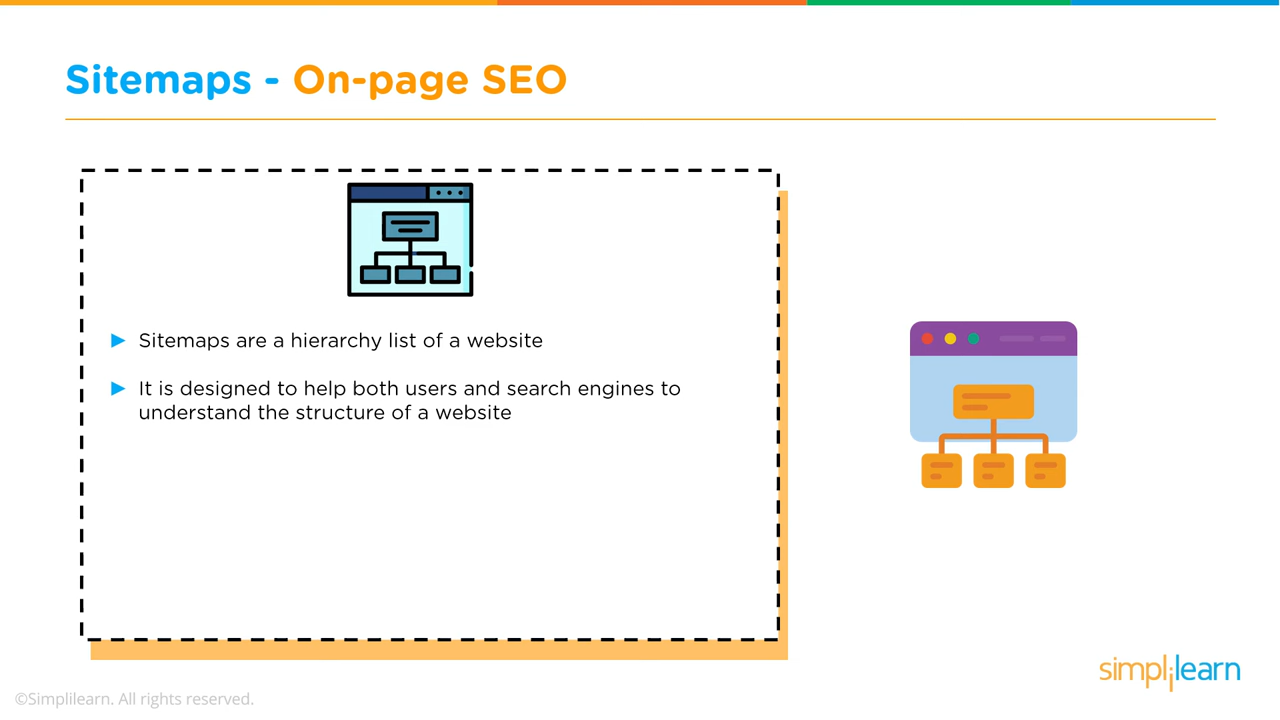 Sitemaps - On-page SEO
► Sitemaps are a hierarchy list of a website
► It is designed to help both users and search engines to
understand the structure of a website
simplilearn
©Simplilearn. All rights reserved.